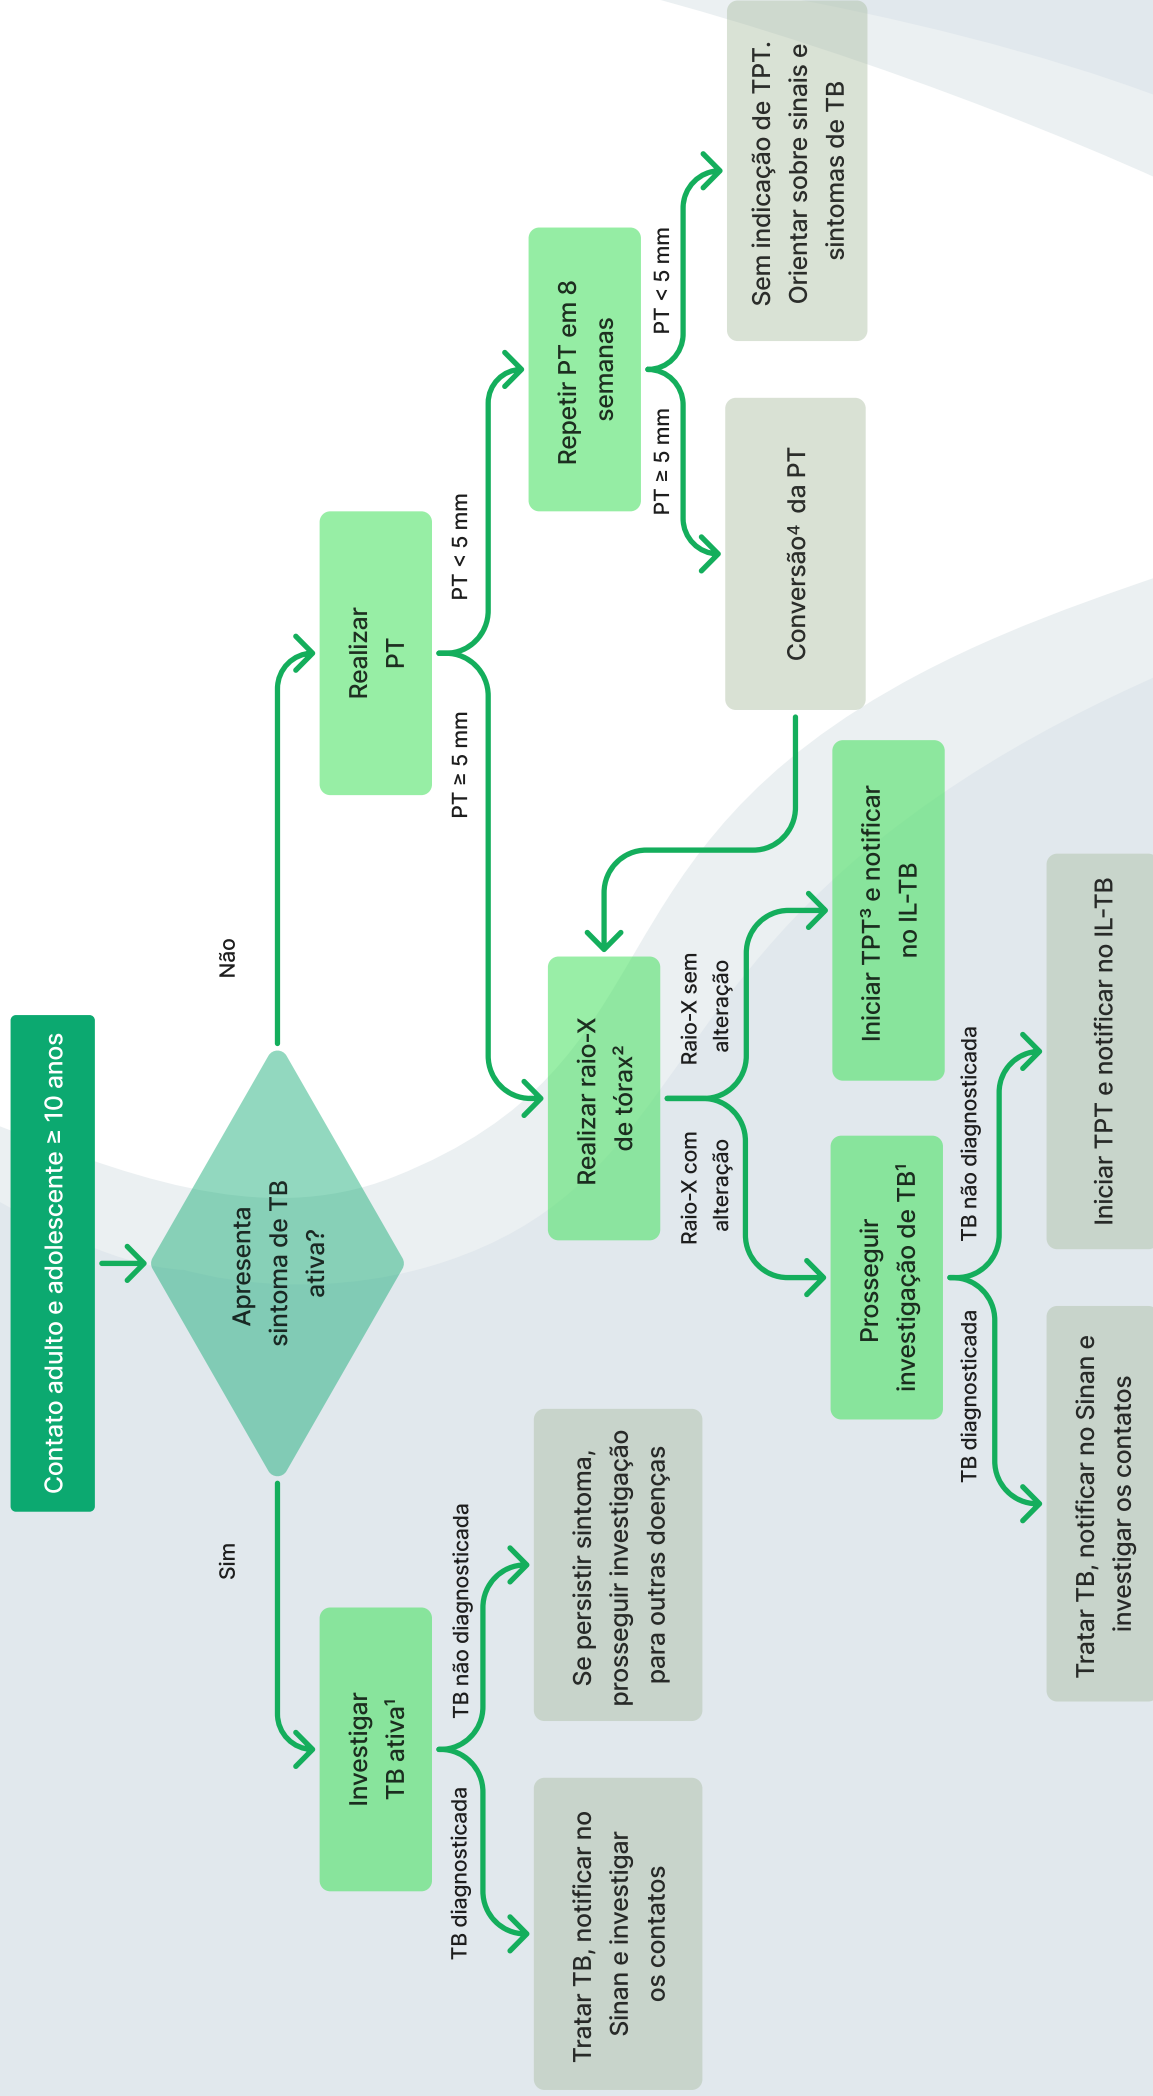 Contato adulto e adolescente ≥ 10 anos
Apresenta
sintoma de TB
ativa?
Sim
Não
Investigar
TB ativa¹
Realizar
PT
TB diagnosticada
TB não diagnosticada
PT ≥ 5 mm
PT < 5 mm
Tratar TB, notificar no
Sinan e investigar
os contatos
Se persistir sintoma,
prosseguir investigação
para outras doenças
Realizar raio-X
de tórax²
Repetir PT em 8
semanas
Raio-X com
alteração
Raio-X sem
alteração
PT ≥ 5 mm
PT < 5 mm
Conversão⁴ da PT
Sem indicação de TPT.
Orientar sobre sinais e
sintomas de TB
Prosseguir
investigação de TB¹
Iniciar TPT³ e notificar
no IL-TB
TB diagnosticada
TB não diagnosticada
Tratar TB, notificar no Sinan e
investigar os contatos
Iniciar TPT e notificar no IL-TB